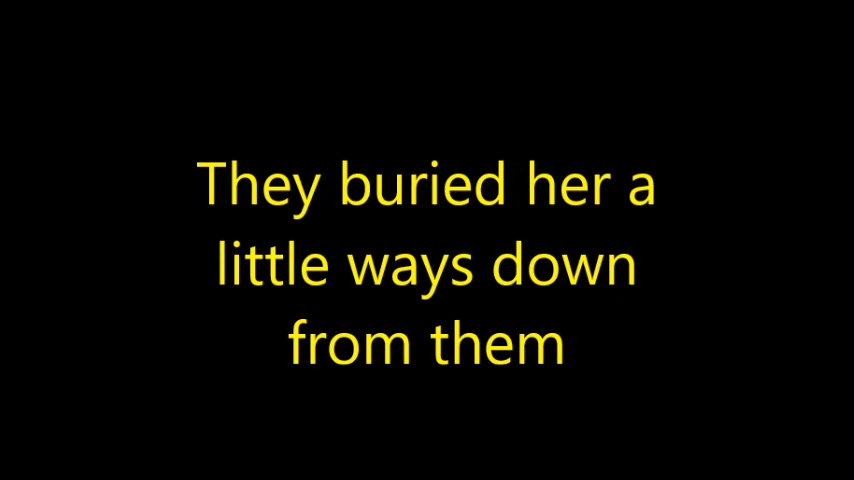 They buried her a
little ways down
from them